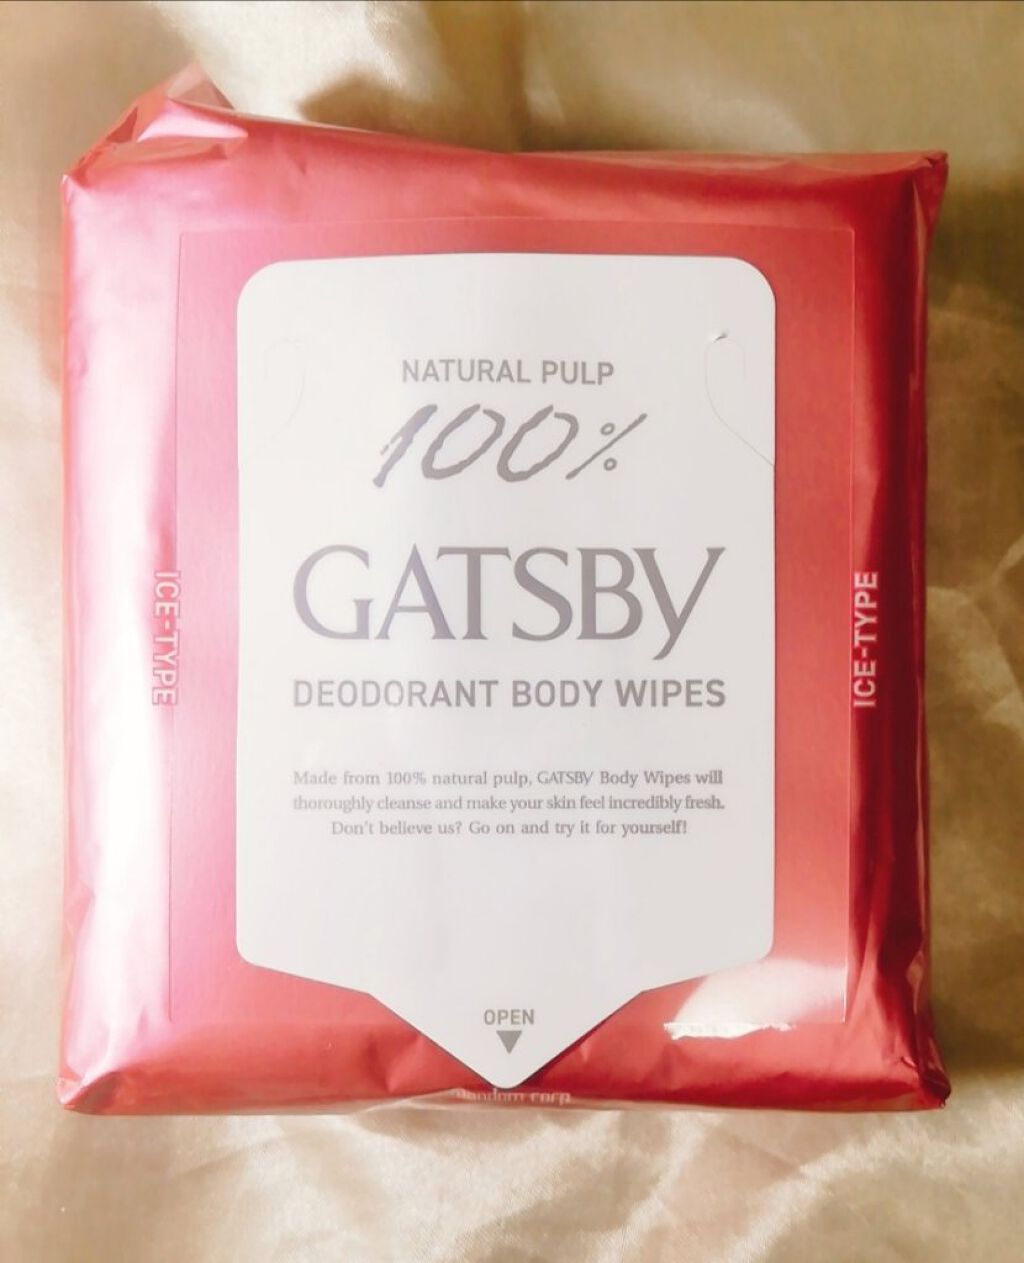 NATURAL PULP
100%
GATSBY
DEODORANT BODY WIPES
ICE-TYPE
ICE-TYPE
Made from 100% natural pulp, GATSBY Body Wipes will
thoroughly cleanse and make your skin feel incredibly fresh.
Don't believe us? Go on and try it for yourself!
OPEN
mandom corp